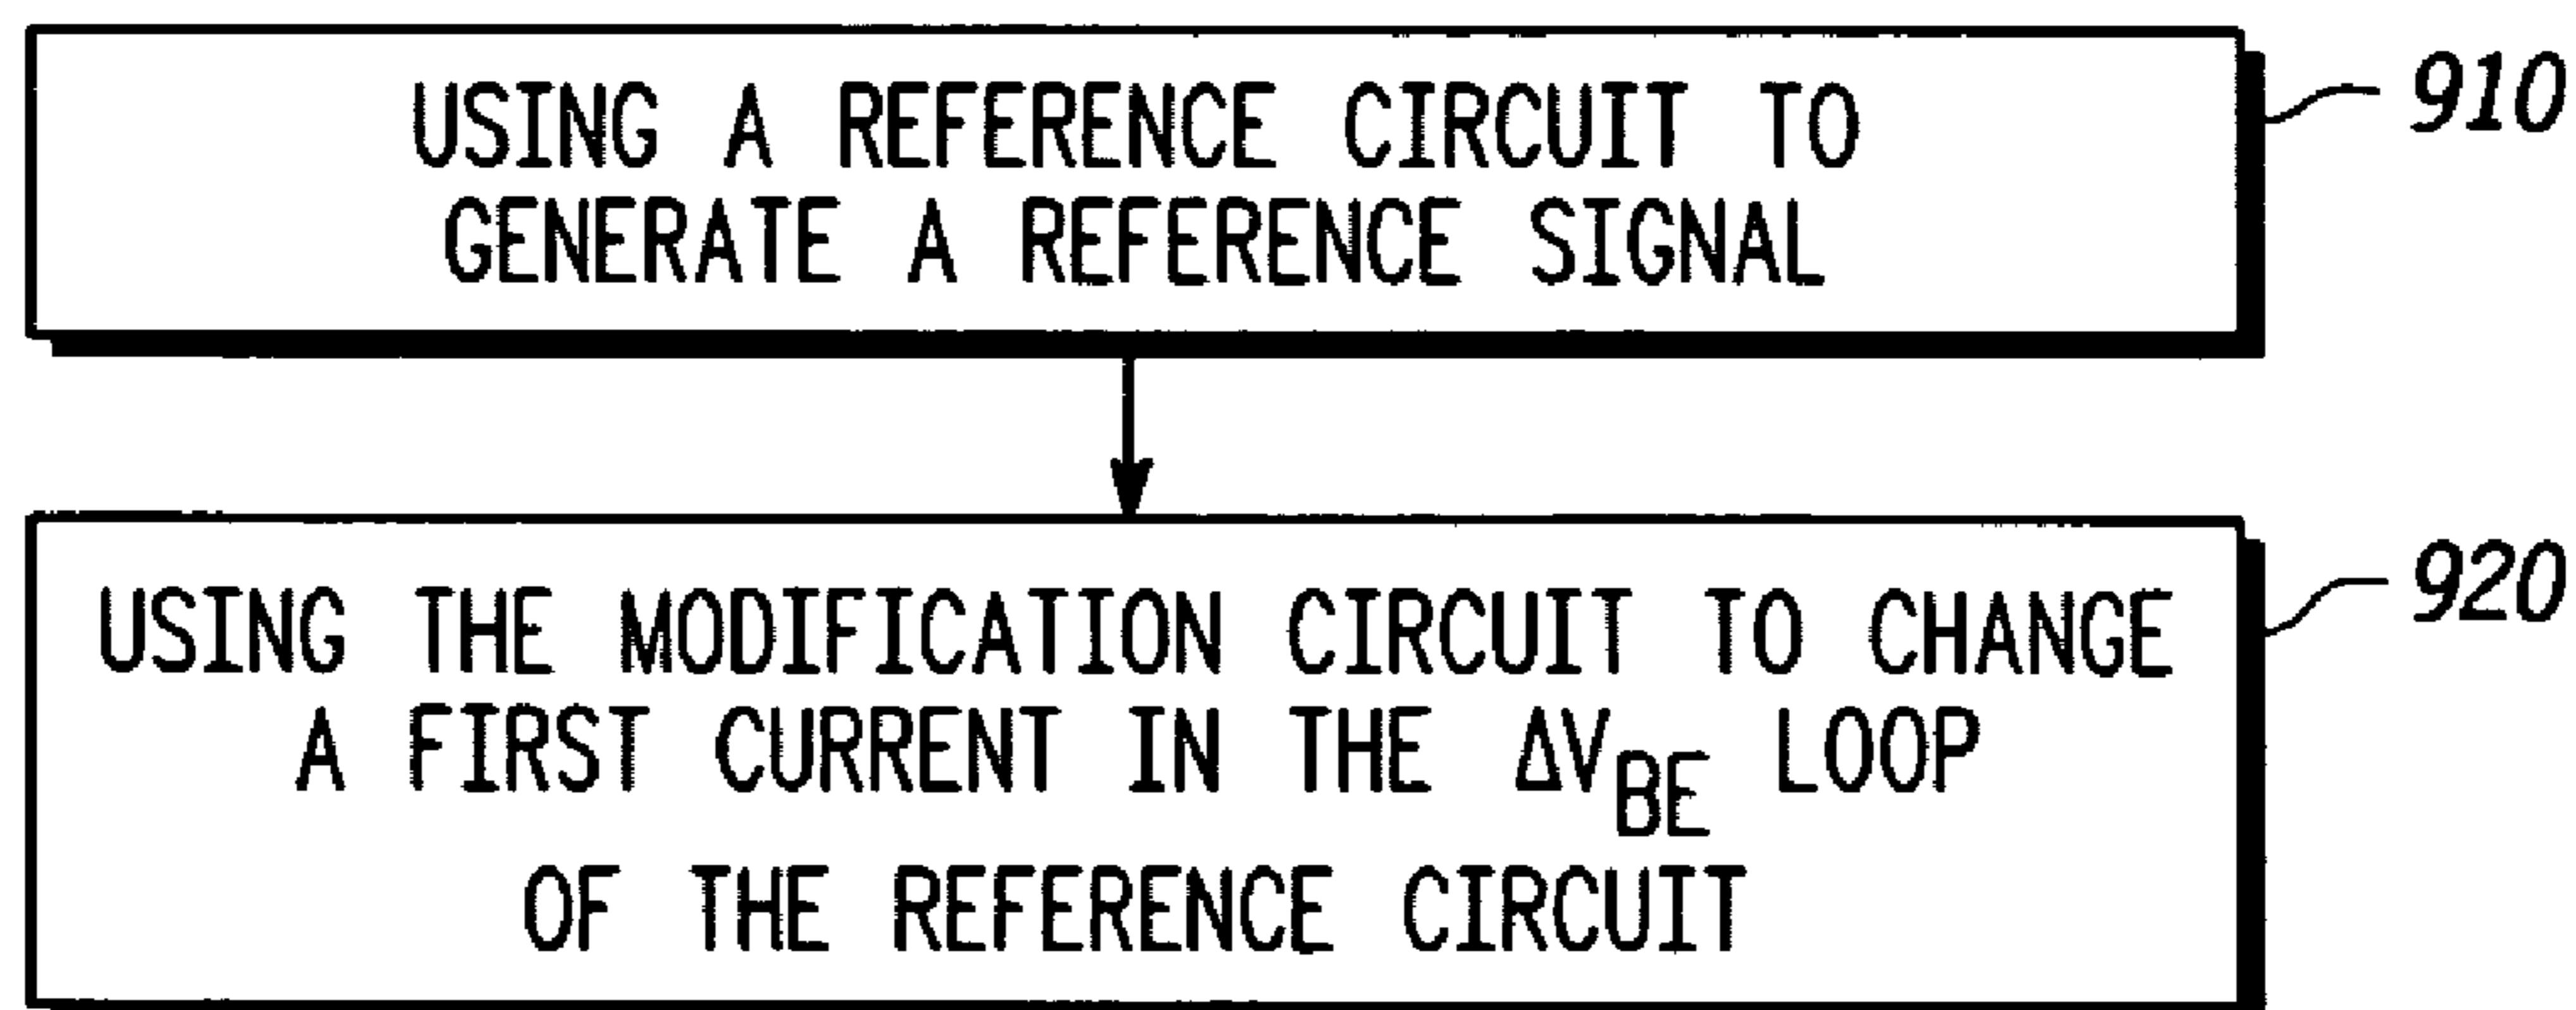 USING A REFERENCE CIRCUIT TO
GENERATE A REFERENCE SIGNAL
910
USING THE MODIFICATION CIRCUIT TO CHANGE
A FIRST CURRENT IN THE ΔV_BE LOOP
OF THE REFERENCE CIRCUIT
920